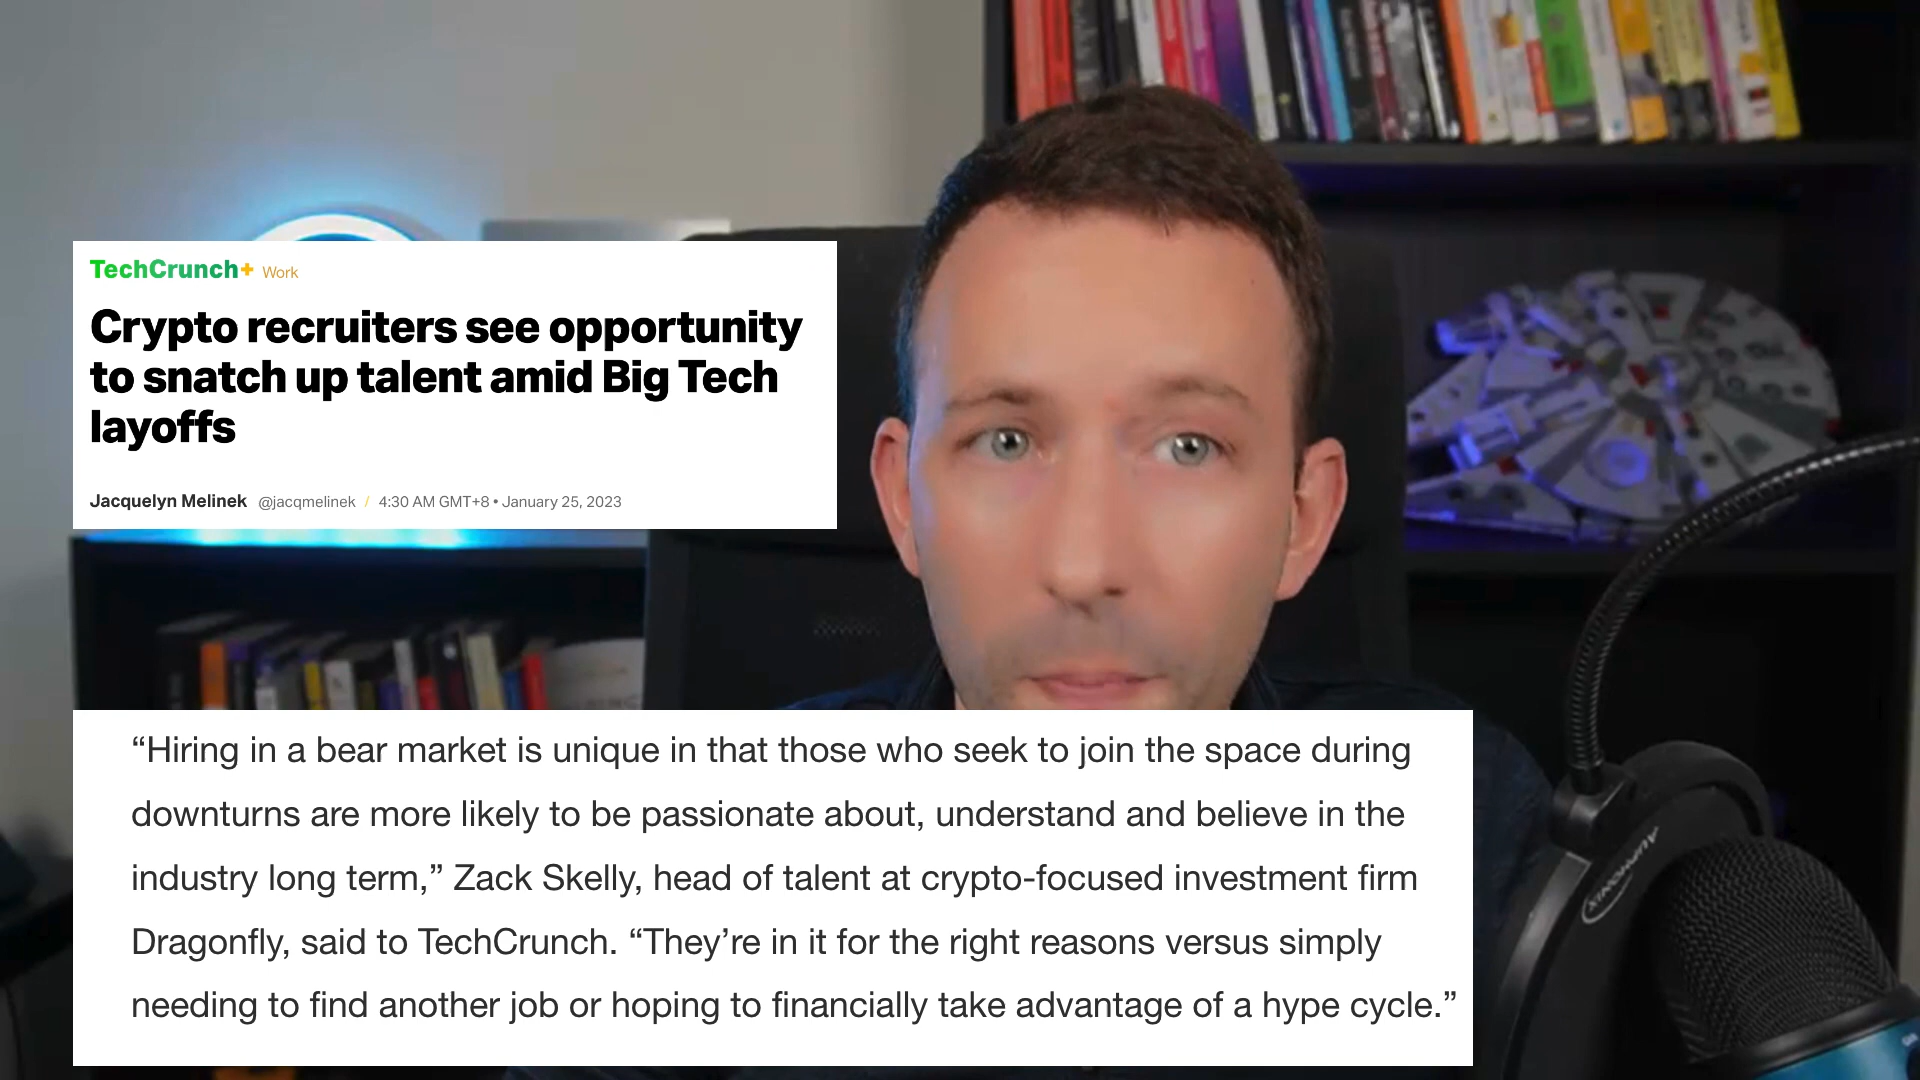 TechCrunch+ Work
Crypto recruiters see opportunity
to snatch up talent amid Big Tech
layoffs
Jacquelyn Melinek @jacqmelinek / 4:30 AM GMT+8 • January 25, 2023
“Hiring in a bear market is unique in that those who seek to join the space during
downturns are more likely to be passionate about, understand and believe in the
industry long term,” Zack Skelly, head of talent at crypto-focused investment firm
Dragonfly, said to TechCrunch. “They’re in it for the right reasons versus simply
needing to find another job or hoping to financially take advantage of a hype cycle.”
AUPHONIX